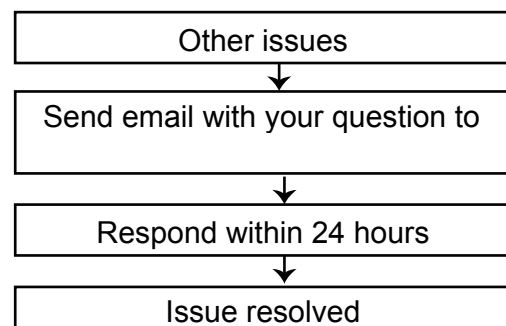 Other issues
Send email with your question to
Respond within 24 hours
Issue resolved